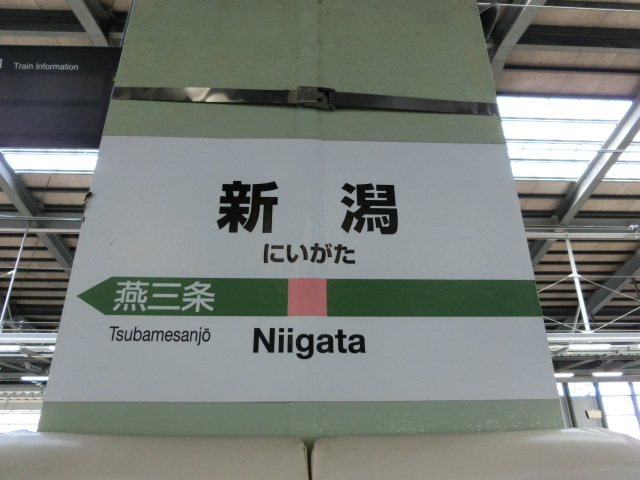 Train Information
新潟
にいがた
燕三条
Tsubamesanjō
Niigata